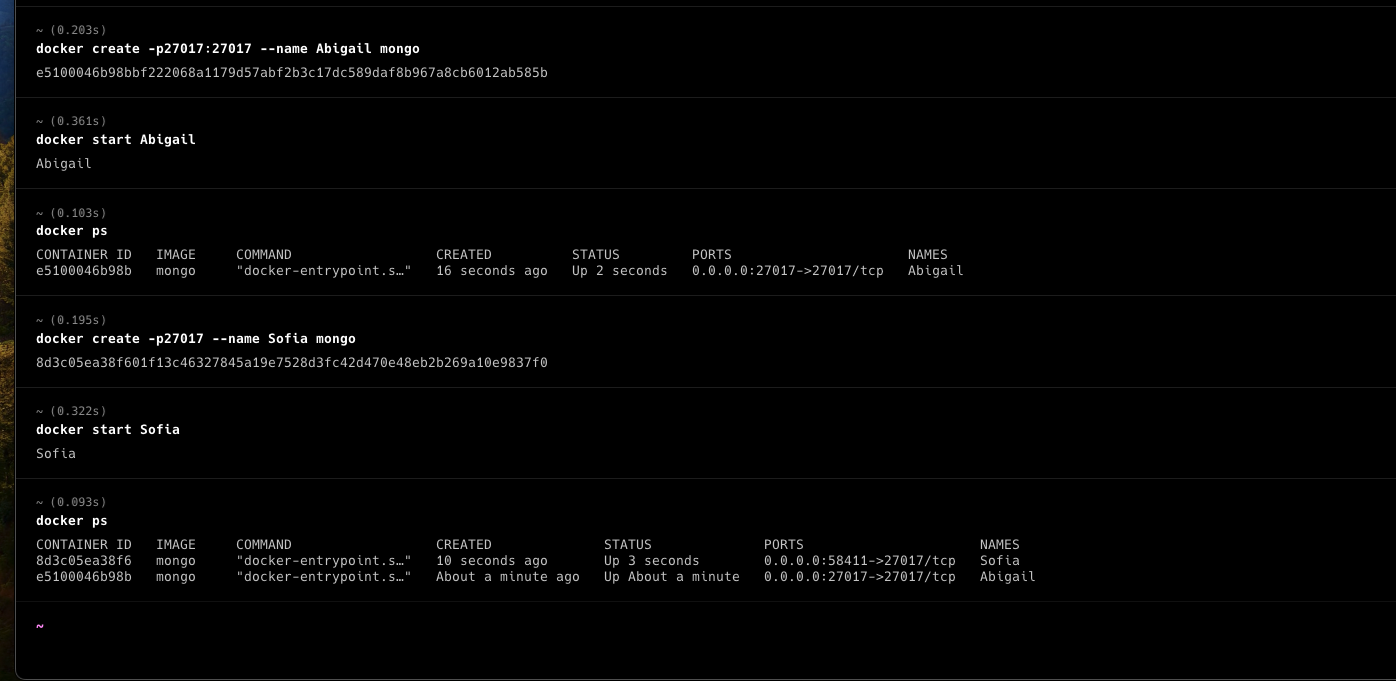 ~ (0.203s)
docker create -p27017:27017 --name Abigail mongo
e5100046b98bbf222068a1179d57abf2b3c17dc589daf8b967a8cb6012ab585b
~ (0.361s)
docker start Abigail
Abigail
~ (0.103s)
docker ps
CONTAINER ID   IMAGE     COMMAND                  CREATED          STATUS         PORTS                      NAMES
e5100046b98b   mongo     "docker-entrypoint.s…"   16 seconds ago   Up 2 seconds   0.0.0.0:27017->27017/tcp   Abigail
~ (0.195s)
docker create -p27017 --name Sofia mongo
8d3c05ea38f601f13c46327845a19e7528d3fc42d470e48eb2b269a10e9837f0
~ (0.322s)
docker start Sofia
Sofia
~ (0.093s)
docker ps
CONTAINER ID   IMAGE     COMMAND                  CREATED              STATUS              PORTS                      NAMES
8d3c05ea38f6   mongo     "docker-entrypoint.s…"   10 seconds ago       Up 3 seconds        0.0.0.0:58411->27017/tcp   Sofia
e5100046b98b   mongo     "docker-entrypoint.s…"   About a minute ago   Up About a minute   0.0.0.0:27017->27017/tcp   Abigail
~